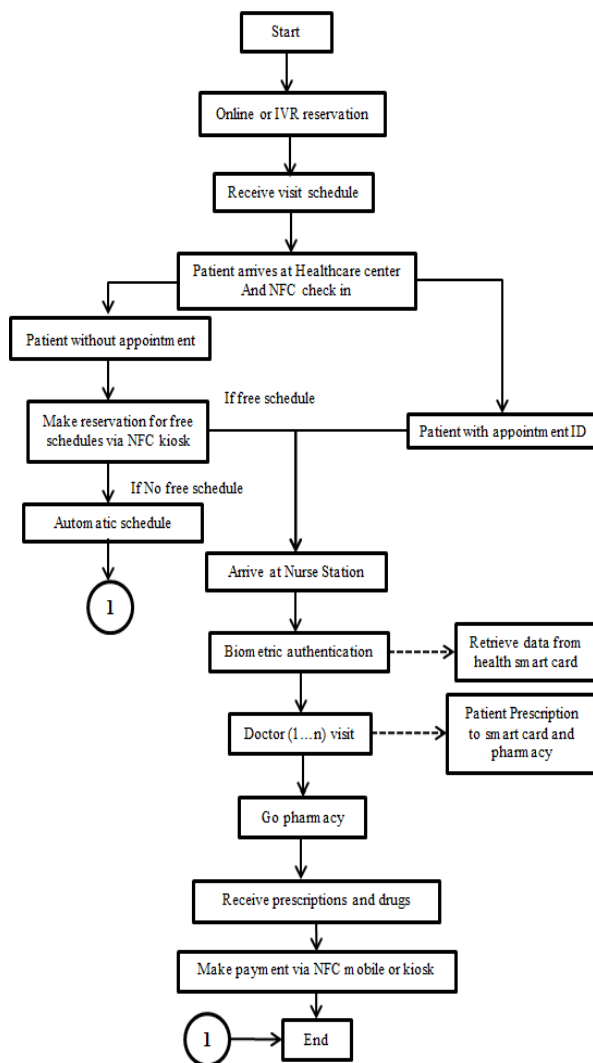 Start
Online or IVR reservation
Receive visit schedule
Patient arrives at Healthcare center
And NFC check in
Patient without appointment
If free schedule
Make reservation for free
schedules via NFC kiosk
Patient with appointment ID
If No free schedule
Automatic schedule
1
Arrive at Nurse Station
Biometric authentication
Retrieve data from
health smart card
Doctor (1...n) visit
Patient Prescription
to smart card and
pharmacy
Go pharmacy
Receive prescriptions and drugs
Make payment via NFC mobile or kiosk
1
End